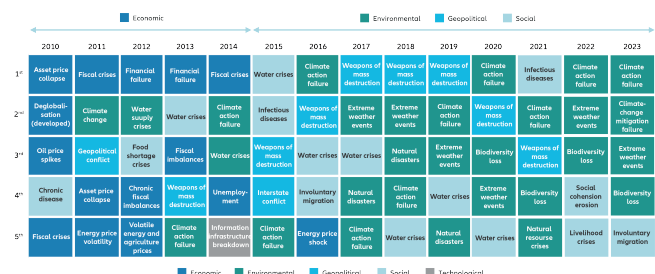 Economic
Environmental Geopolitical Social
2010 2011 2012 2013 2014 2015 2016 2017 2018 2019 2020 2021 2022 2023
1st
Asset price
collapse
Fiscal crises
Financial
failure
Financial
failure
Fiscal crises
Water crises
Climate
action
failure
Weapons of
mass
destruction
Weapons of
mass
destruction
Weapons of
mass
destruction
Climate
action
failure
Infectious
diseases
Climate
action
failure
Climate
action
failure
2nd
Deglobali-
sation
(developed)
Climate
change
Water
suuply
crises
Water crises
Climate
action
failure
Infectious
diseases
Weapons of
mass
destruction
Extreme
weather
events
Extreme
weather
events
Climate
action
failure
Weapons of
mass
destruction
Climate
action
failure
Extreme
weather
events
Climate-
change
mitigation
failure
3rd
Oil price
spikes
Geopolitical
conflict
Food
shortage
crises
Fiscal
imbalances
Water crises
Weapons of
mass
destruction
Water crises
Water crises
Natural
disasters
Extreme
weather
events
Biodiversity
loss
Weapons of
mass
destruction
Biodiversity
loss
Extreme
weather
events
4th
Chronic
disease
Asset price
collapse
Chronic
fiscal
imbalances
Weapons of
mass
destruction
Unemploy-
ment
Interstate
conflict
Involuntary
migration
Natural
disasters
Climate
action
failure
Water crises
Extreme
weather
events
Biodiversity
loss
Social
cohension
erosion
Biodiversity
loss
5th
Fiscal crises
Energy price
volatility
Volatile
energy and
agriculture
prices
Climate
action
failure
Information
infrastructure
breakdown
Climate
action
failure
Energy price
shock
Climate
action
failure
Water crises
Natural
disasters
Water crises
Natural
resourse
crises
Livelihood
crises
Involuntary
migration
Economic Environmental Geopolitical Social Technological